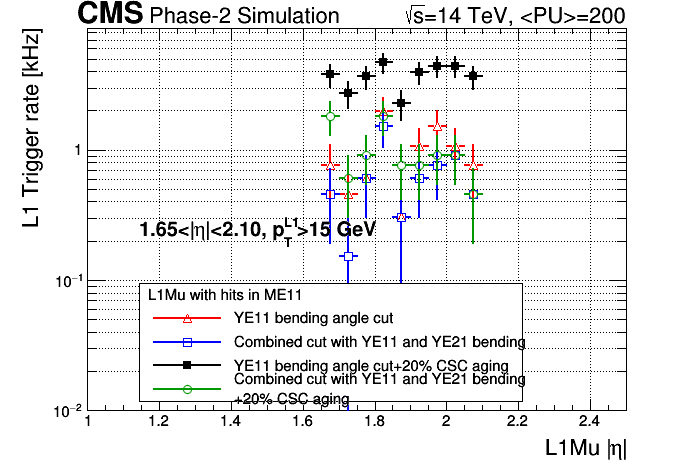 CMS Phase-2 Simulation √s=14 TeV, <PU>=200
L1 Trigger rate [kHz]
1
10⁻¹
10⁻²
1.65<|η|<2.10, p_T^L1>15 GeV
L1Mu with hits in ME11
YE11 bending angle cut
Combined cut with YE11 and YE21 bending
YE11 bending angle cut+20% CSC aging
Combined cut with YE11 and YE21 bending
+20% CSC aging
1 1.2 1.4 1.6 1.8 2 2.2 2.4
L1Mu |η|